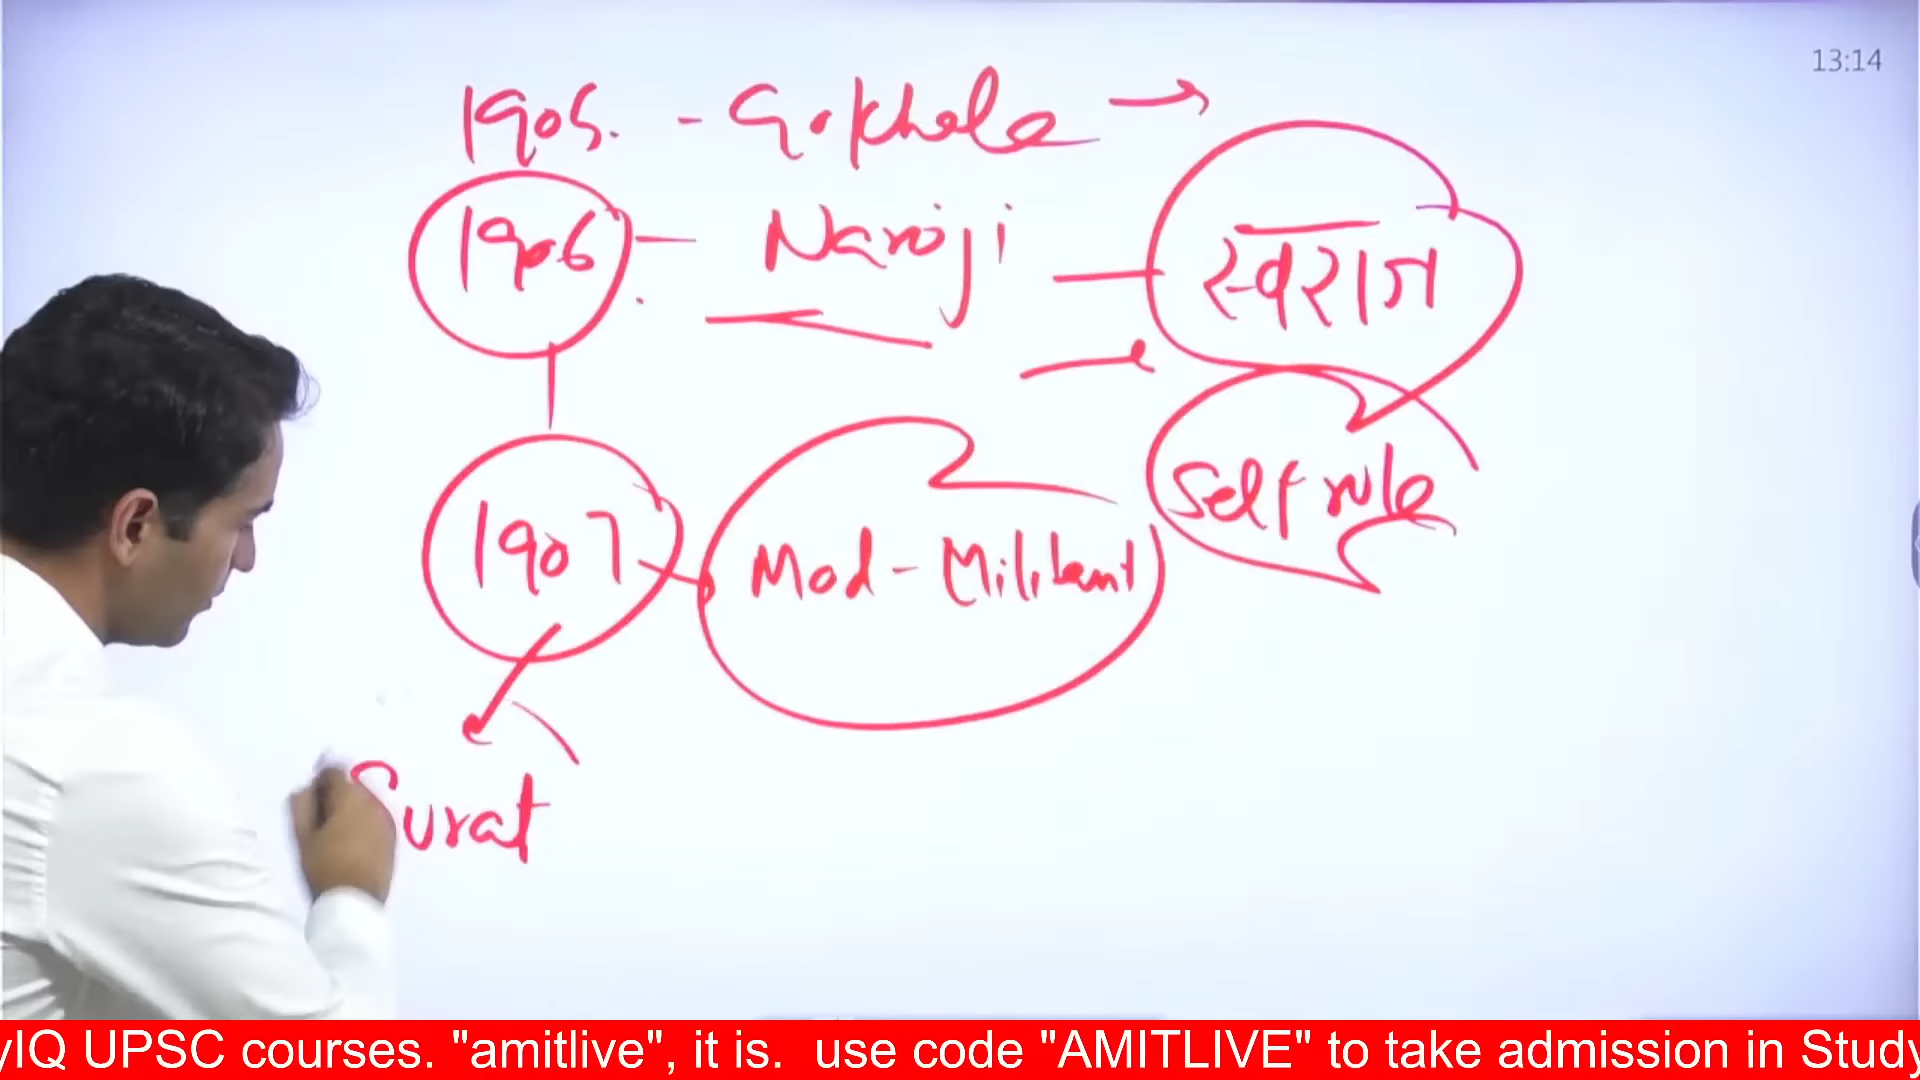 13:14
1905. - Gokhale →
1906 - Naroji - स्वराज
self rule
1907 - Mod - Militant
Surat
yIQ UPSC courses. "amitlive", it is. use code "AMITLIVE" to take admission in Study